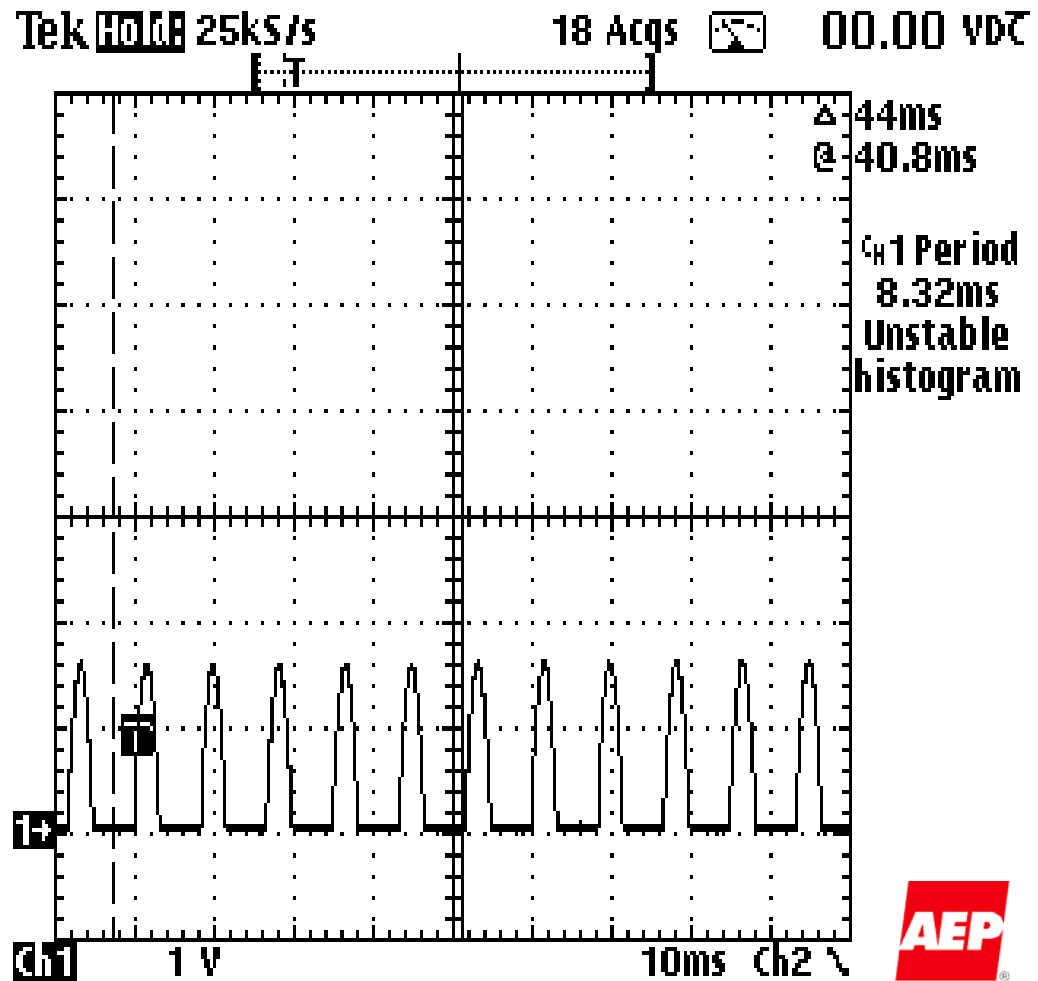 Tek Hold: 25kS/s 18 Acqs 00.00 VDC
T
Δ 44ms
@ 40.8ms
CH1 Period
8.32ms
Unstable
histogram
T
1→
Ch1 1 V 10ms Ch2
AEP
®